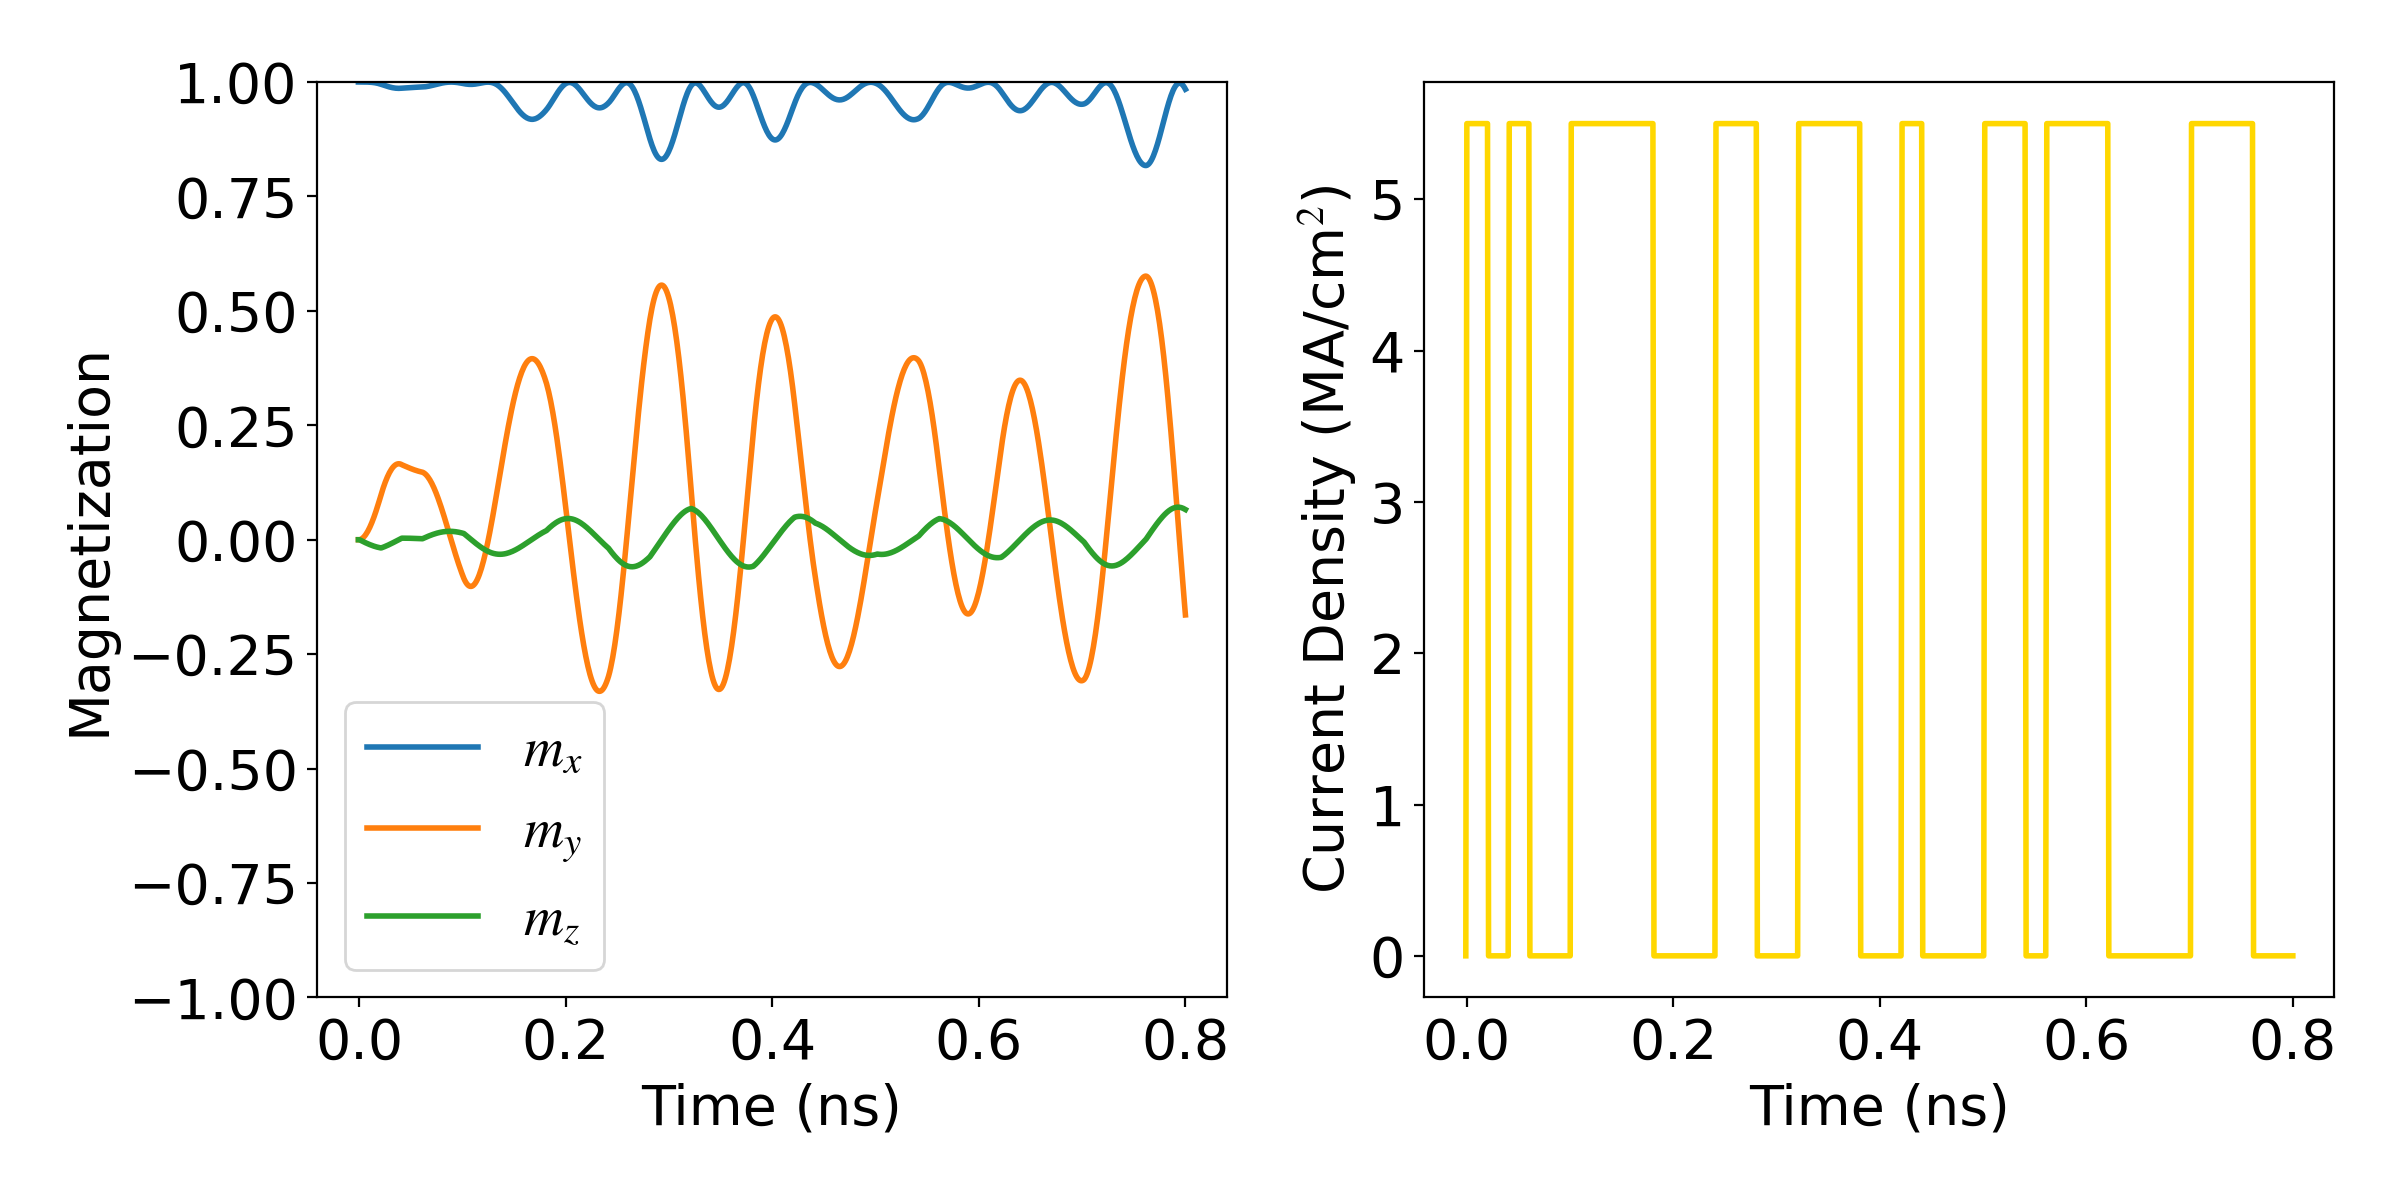 Magnetization
1.00
0.75
0.50
0.25
0.00
−0.25
−0.50
−0.75
−1.00
0.0 0.2 0.4 0.6 0.8
Time (ns)
mₓ
m_y
m_z
Current Density (MA/cm²)
5
4
3
2
1
0
0.0 0.2 0.4 0.6 0.8
Time (ns)